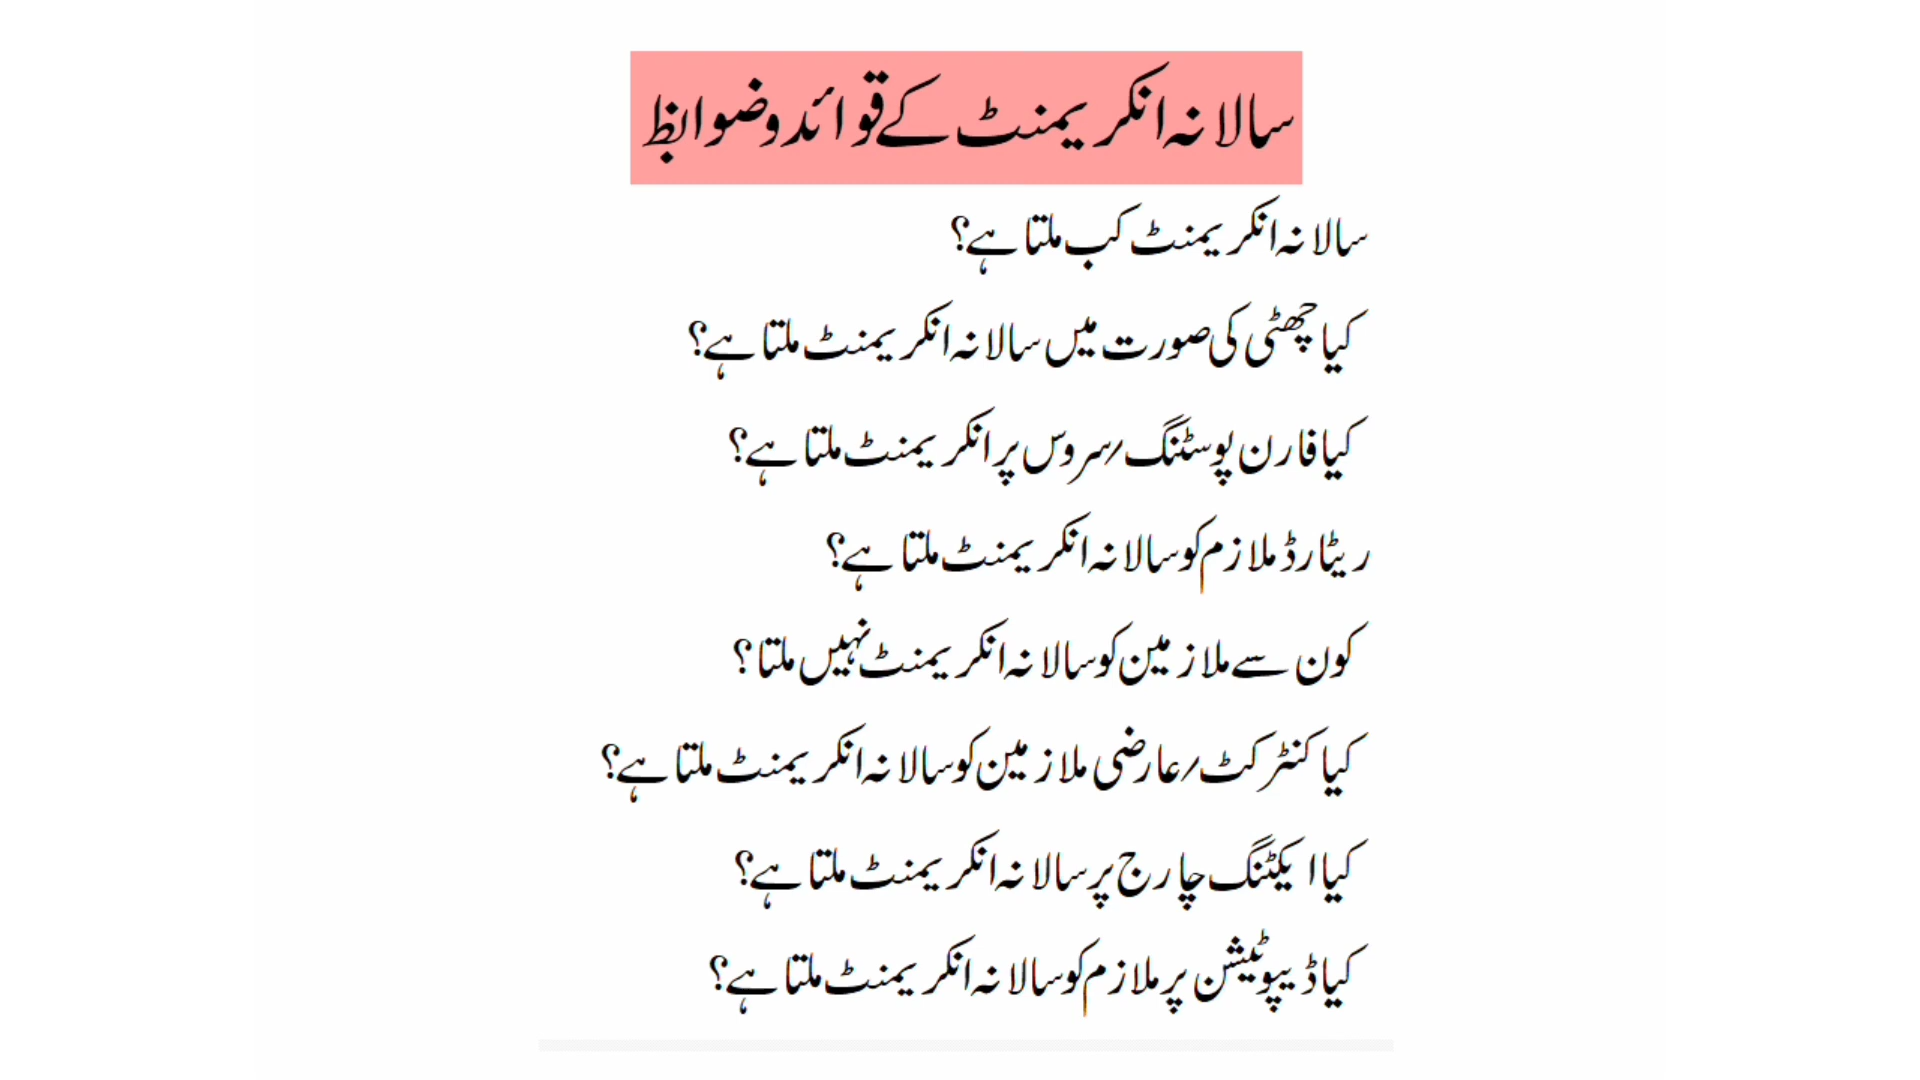 سالانہ انکریمنٹ کے قوائد و ضوابظ
سالانہ انکریمنٹ کب ملتا ہے؟
کیا چھٹی کی صورت میں سالانہ انکریمنٹ ملتا ہے؟
کیا فارن پوسٹنگ/سروس پر انکریمنٹ ملتا ہے؟
ریٹارڈ ملازم کو سالانہ انکریمنٹ ملتا ہے؟
کون سے ملازمین کو سالانہ انکریمنٹ نہیں ملتا؟
کیا کنٹرکٹ/عارضی ملازمین کو سالانہ انکریمنٹ ملتا ہے؟
کیا ایکٹنگ چارج پر سالانہ انکریمنٹ ملتا ہے؟
کیا ڈیپوٹیشن پر ملازم کو سالانہ انکریمنٹ ملتا ہے؟